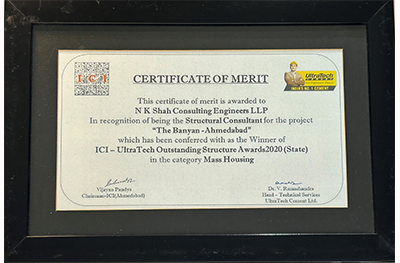 ICI
UltraTech
INDIA'S NO. 1 CEMENT
CERTIFICATE OF MERIT
This certificate of merit is awarded to
N K Shah Consulting Engineers LLP
In recognition of being the Structural Consultant for the project
"The Banyan -Ahmedabad"
which has been conferred with as the Winner of
ICI – UltraTech Outstanding Structure Awards2020 (State)
in the category Mass Housing
Vijayan Pandya
Chairman-ICI(Ahmedabad)
Dr. V. Ramachandra
Head – Technical Services
UltraTech Cement Ltd.